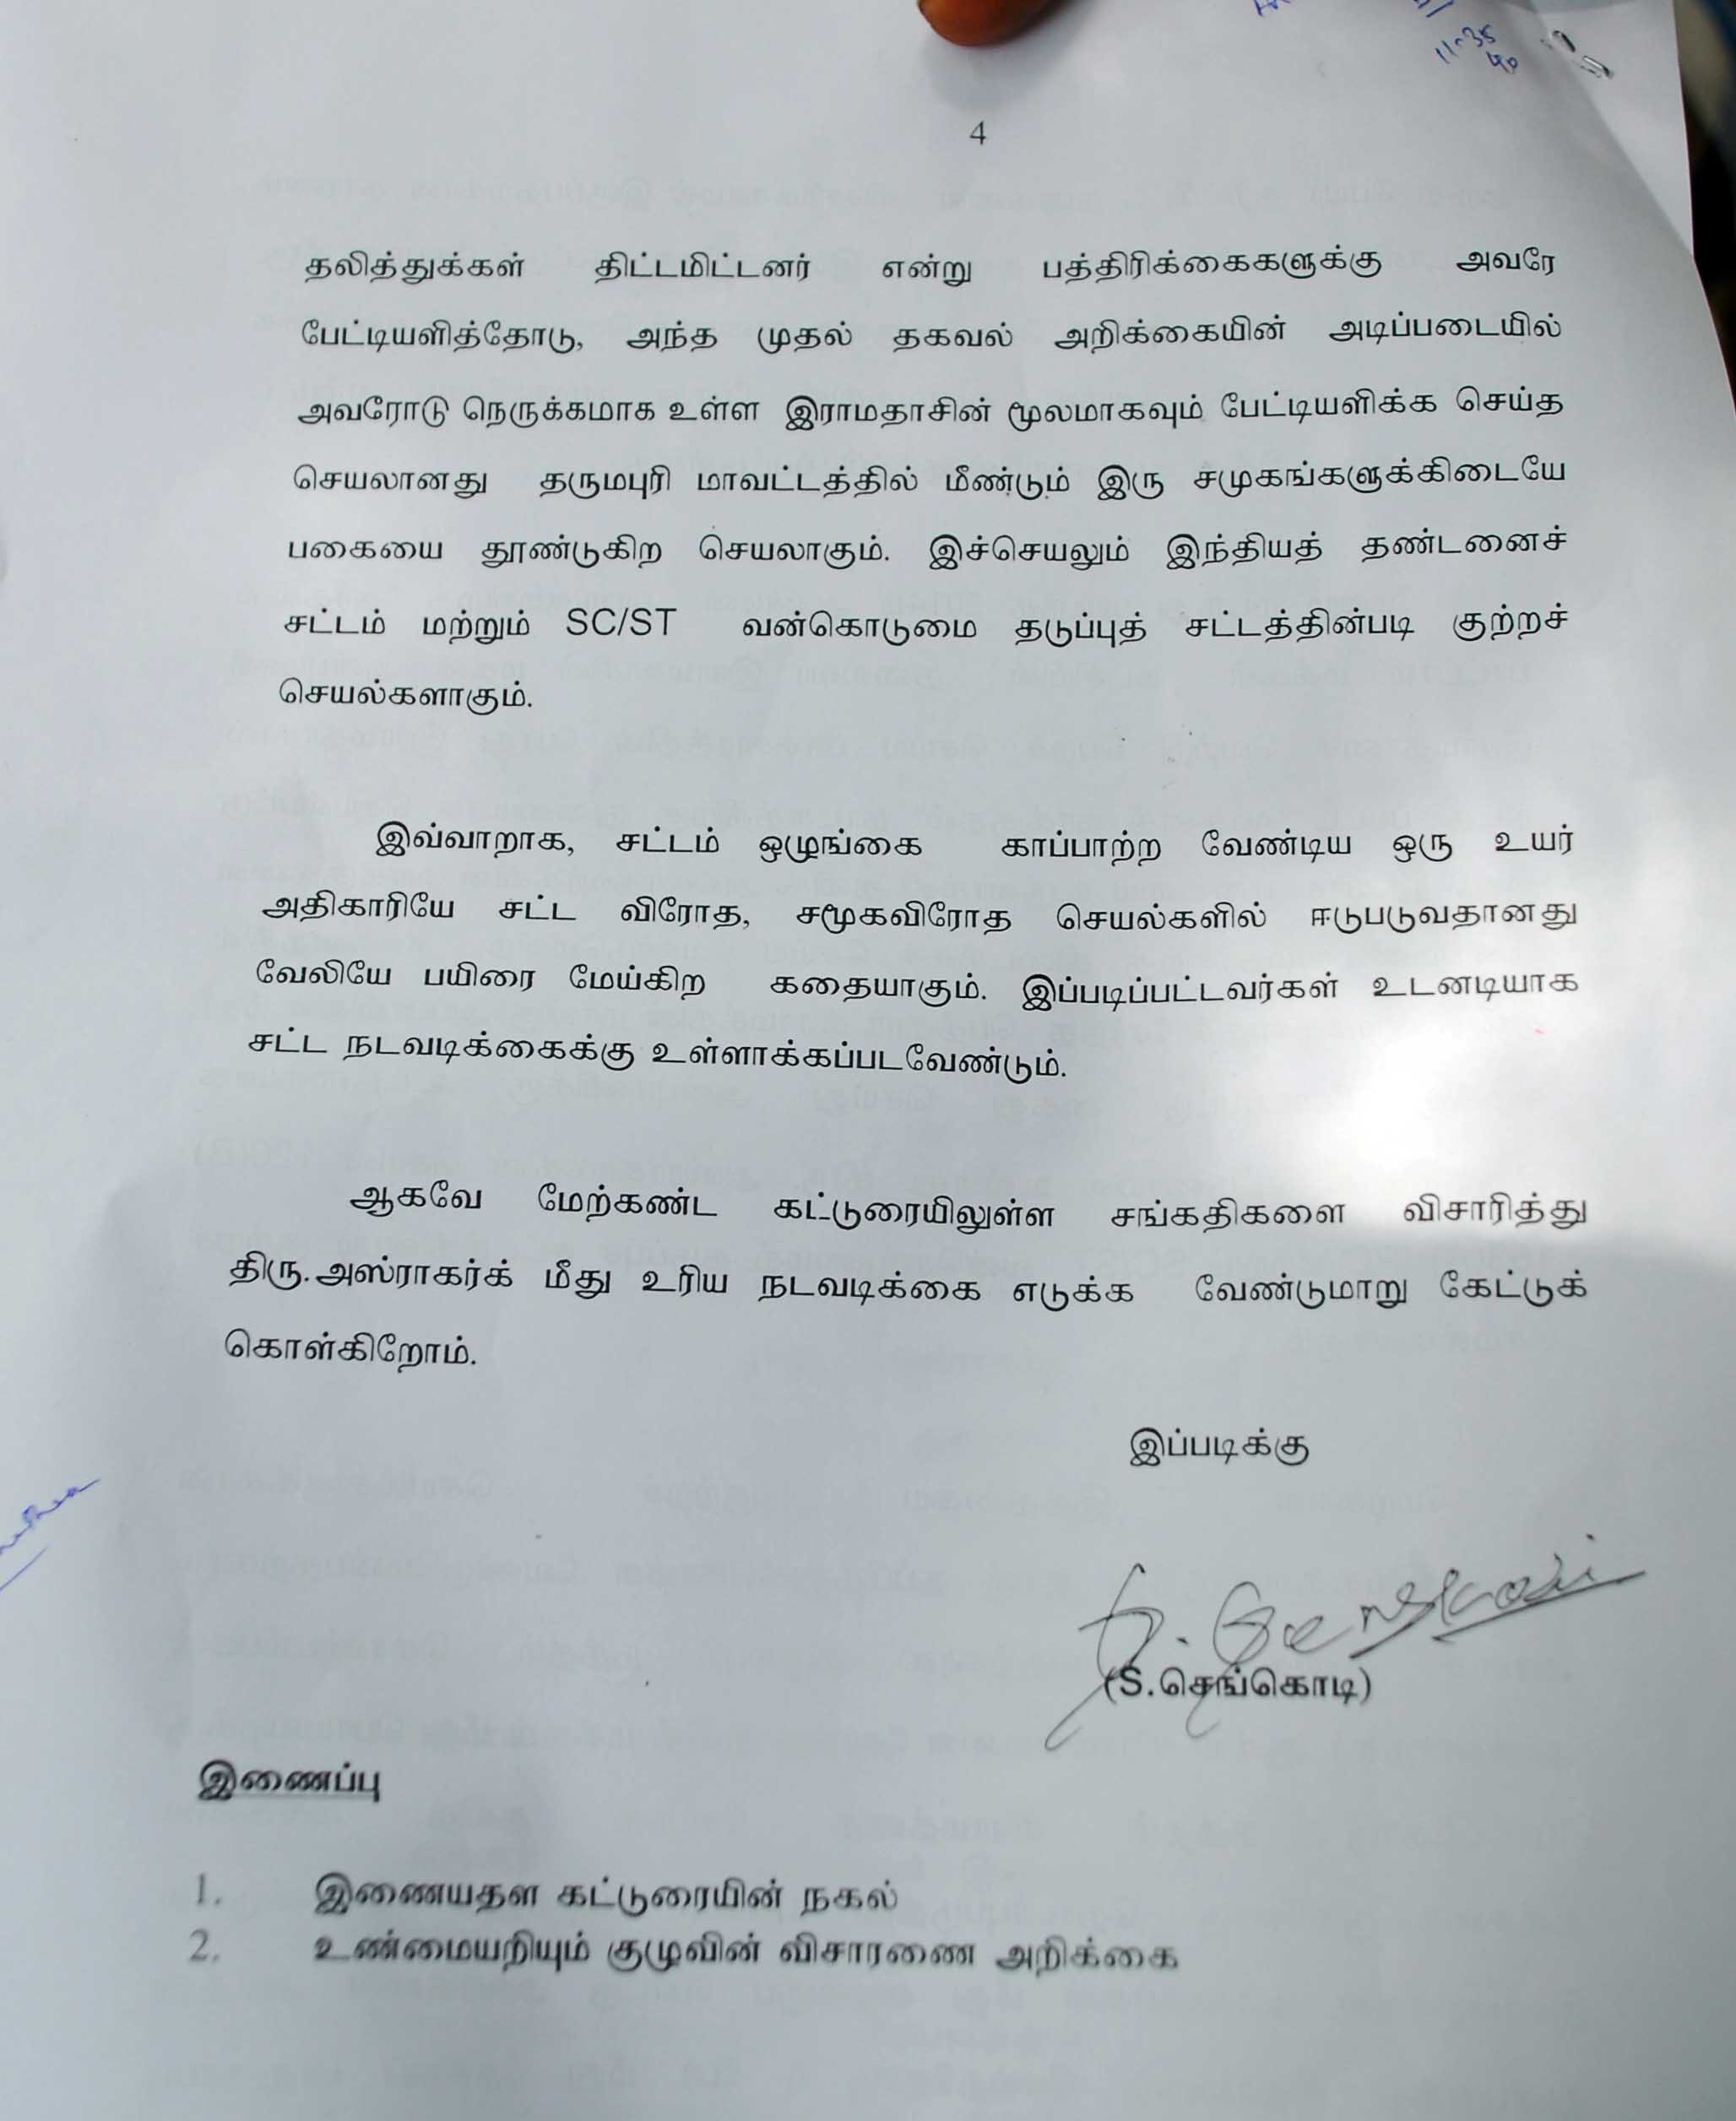 11-35
4
தலித்துக்கள் திட்டமிட்டனர் என்று பத்திரிக்கைகளுக்கு அவரே
பேட்டியளித்தோடு, அந்த முதல் தகவல் அறிக்கையின் அடிப்படையில்
அவரோடு நெருக்கமாக உள்ள இராமதாசின் மூலமாகவும் பேட்டியளிக்க செய்த
செயலானது தருமபுரி மாவட்டத்தில் மீண்டும் இரு சமுகங்களுக்கிடையே
பகையை தூண்டுகிற செயலாகும். இச்செயலும் இந்தியத் தண்டனைச்
சட்டம் மற்றும் SC/ST வன்கொடுமை தடுப்புத் சட்டத்தின்படி குற்றச்
செயல்களாகும்.
இவ்வாறாக, சட்டம் ஒழுங்கை காப்பாற்ற வேண்டிய ஒரு உயர்
அதிகாரியே சட்ட விரோத, சமூகவிரோத செயல்களில் ஈடுபடுவதானது
வேலியே பயிரை மேய்கிற கதையாகும். இப்படிப்பட்டவர்கள் உடனடியாக
சட்ட நடவடிக்கைக்கு உள்ளாக்கப்படவேண்டும்.
ஆகவே மேற்கண்ட கட்டுரையிலுள்ள சங்கதிகளை விசாரித்து
திரு.அஸ்ராகர்க் மீது உரிய நடவடிக்கை எடுக்க வேண்டுமாறு கேட்டுக்
கொள்கிறோம்.
இப்படிக்கு
(S.செங்கொடி)
இணைப்பு
1. இணையதள கட்டுரையின் நகல்
2. உண்மையறியும் குழுவின் விசாரணை அறிக்கை